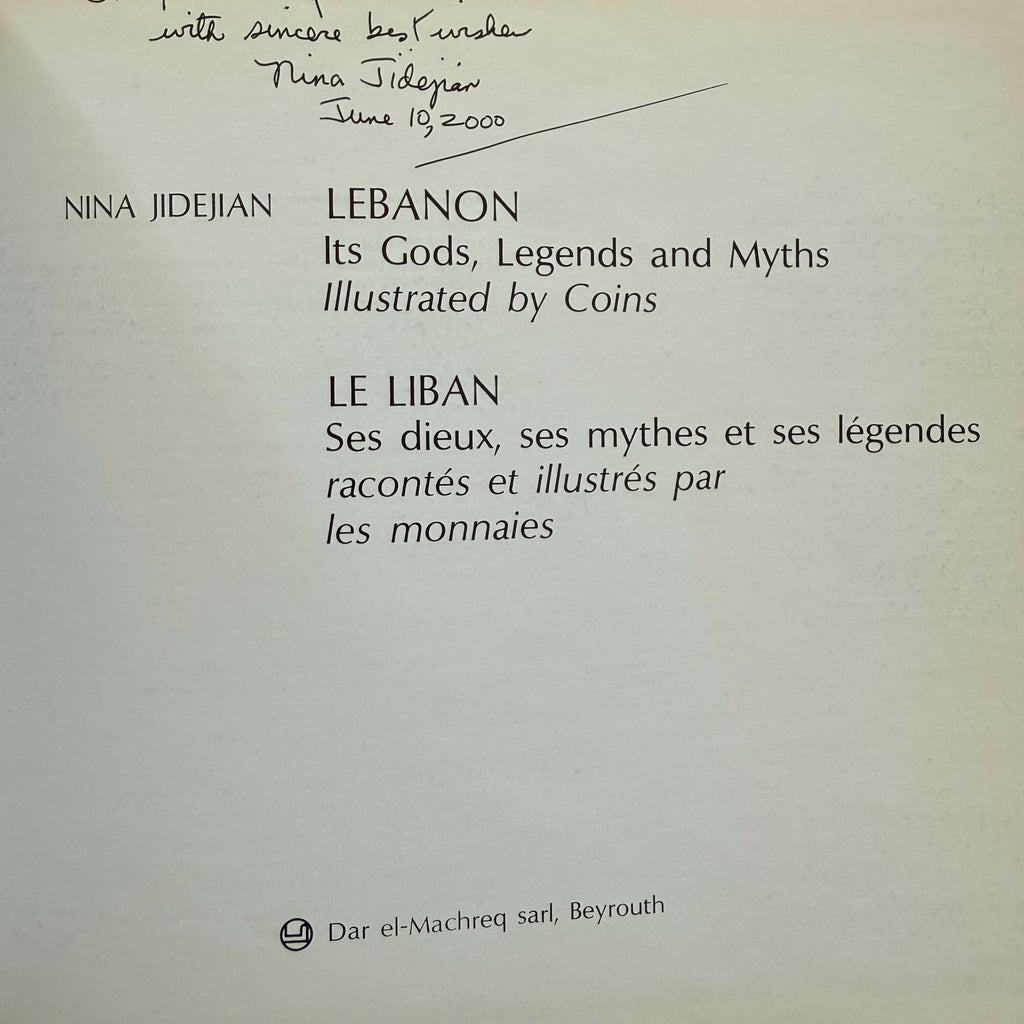 with sincere best wishes
Nina Jidejian
June 10, 2000
NINA JIDEJIAN
LEBANON
Its Gods, Legends and Myths
Illustrated by Coins
LE LIBAN
Ses dieux, ses mythes et ses légendes
racontés et illustrés par
les monnaies
Dar el-Machreq sarl, Beyrouth